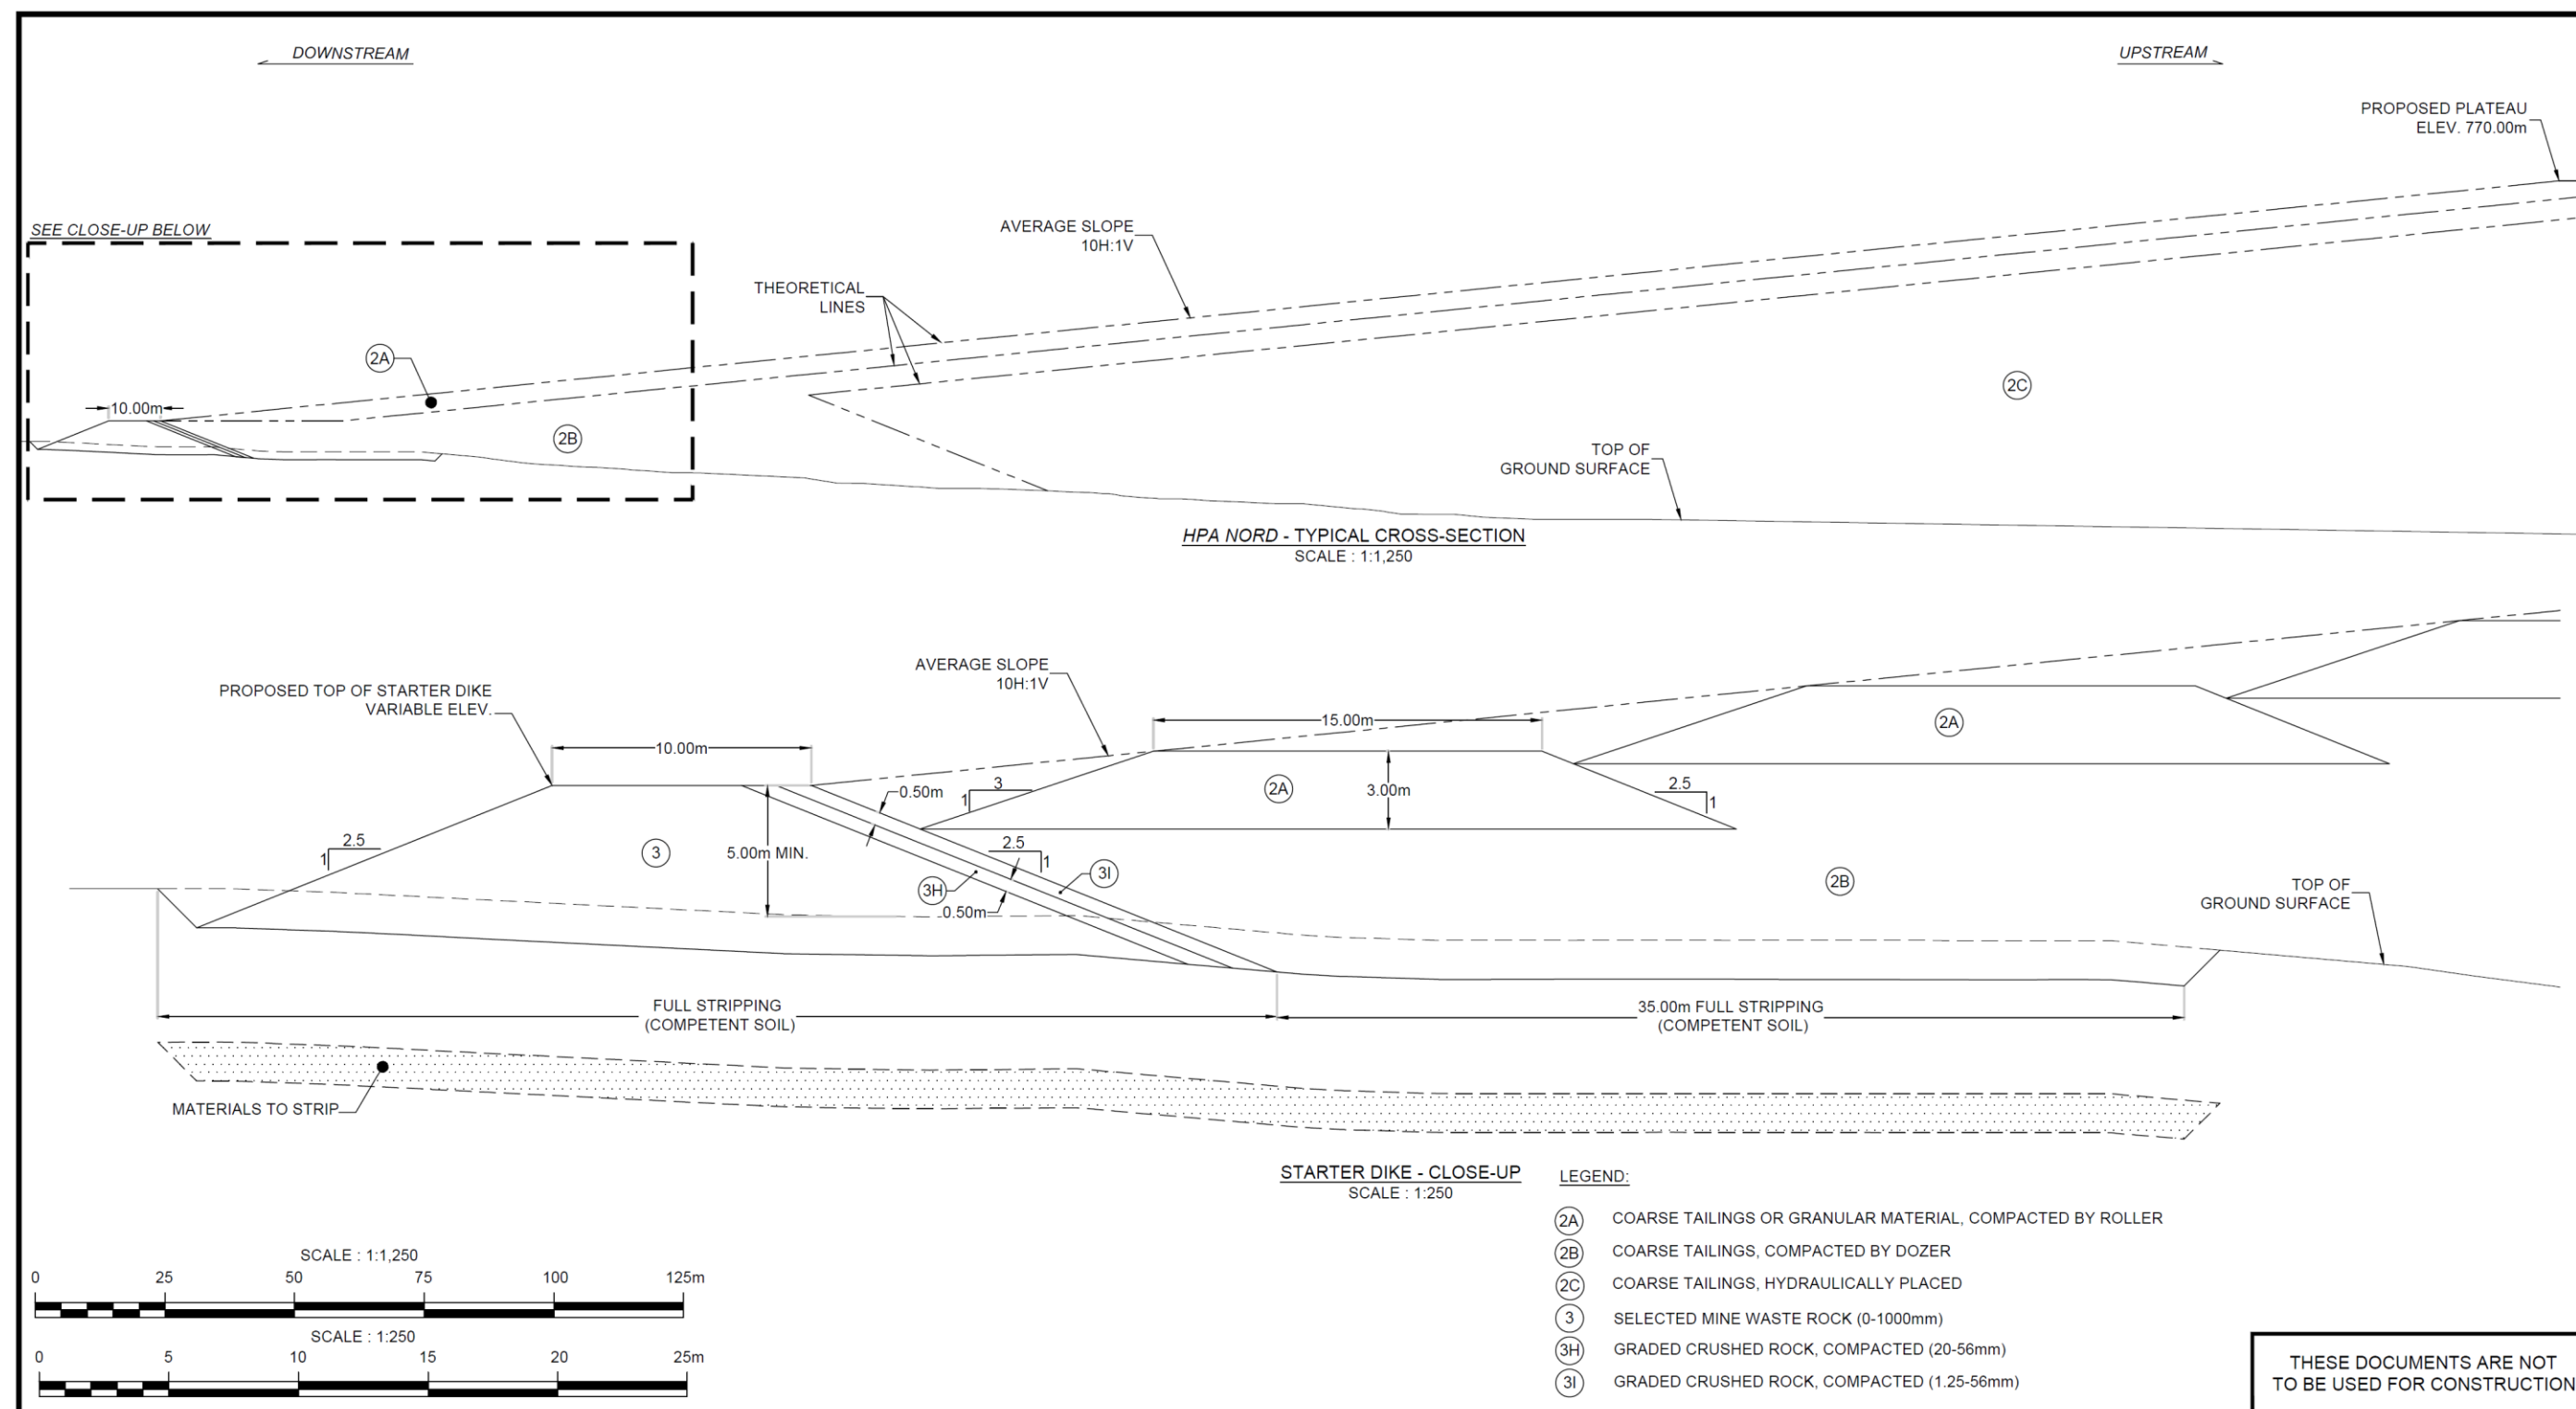 DOWNSTREAM
UPSTREAM
PROPOSED PLATEAU
ELEV. 770.00m
SEE CLOSE-UP BELOW
AVERAGE SLOPE
10H:1V
THEORETICAL
LINES
2A
2C
10.00m
2B
TOP OF
GROUND SURFACE
HPA NORD - TYPICAL CROSS-SECTION
SCALE : 1:1,250
AVERAGE SLOPE
10H:1V
PROPOSED TOP OF STARTER DIKE
VARIABLE ELEV.
10.00m
15.00m
2A
3
1
0.50m
2A
3.00m
2.5
1
2.5
1
3
5.00m MIN.
2.5
1
3I
3H
0.50m
2B
TOP OF
GROUND SURFACE
FULL STRIPPING
(COMPETENT SOIL)
35.00m FULL STRIPPING
(COMPETENT SOIL)
MATERIALS TO STRIP
STARTER DIKE - CLOSE-UP
SCALE : 1:250
LEGEND:
2A COARSE TAILINGS OR GRANULAR MATERIAL, COMPACTED BY ROLLER
2B COARSE TAILINGS, COMPACTED BY DOZER
2C COARSE TAILINGS, HYDRAULICALLY PLACED
3 SELECTED MINE WASTE ROCK (0-1000mm)
3H GRADED CRUSHED ROCK, COMPACTED (20-56mm)
3I GRADED CRUSHED ROCK, COMPACTED (1.25-56mm)
SCALE : 1:1,250
0 25 50 75 100 125m
SCALE : 1:250
0 5 10 15 20 25m
THESE DOCUMENTS ARE NOT
TO BE USED FOR CONSTRUCTION